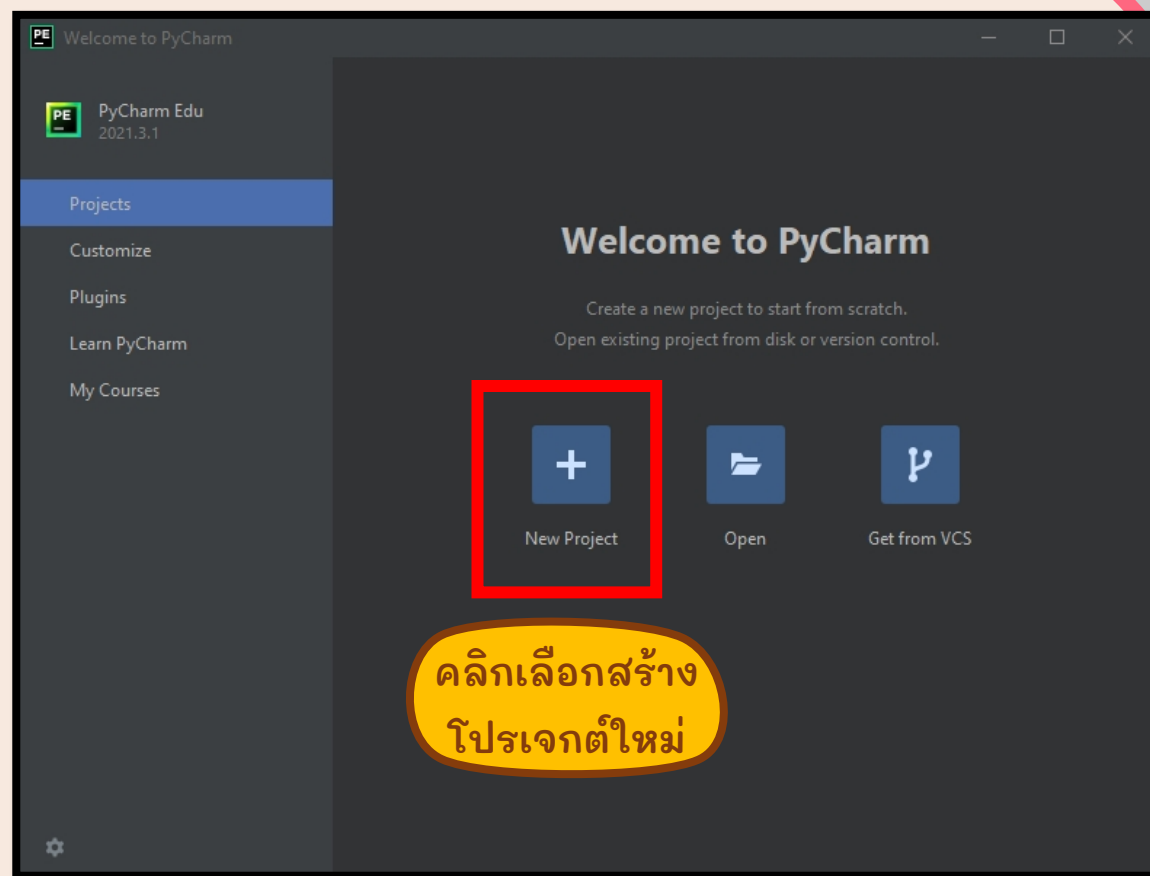 PE Welcome to PyCharm
PE PyCharm Edu
2021.3.1
Projects
Customize
Plugins
Learn PyCharm
My Courses
Welcome to PyCharm
Create a new project to start from scratch.
Open existing project from disk or version control.
New Project
Open
Get from VCS
คลิกเลือกสร้าง
โปรเจกต์ใหม่